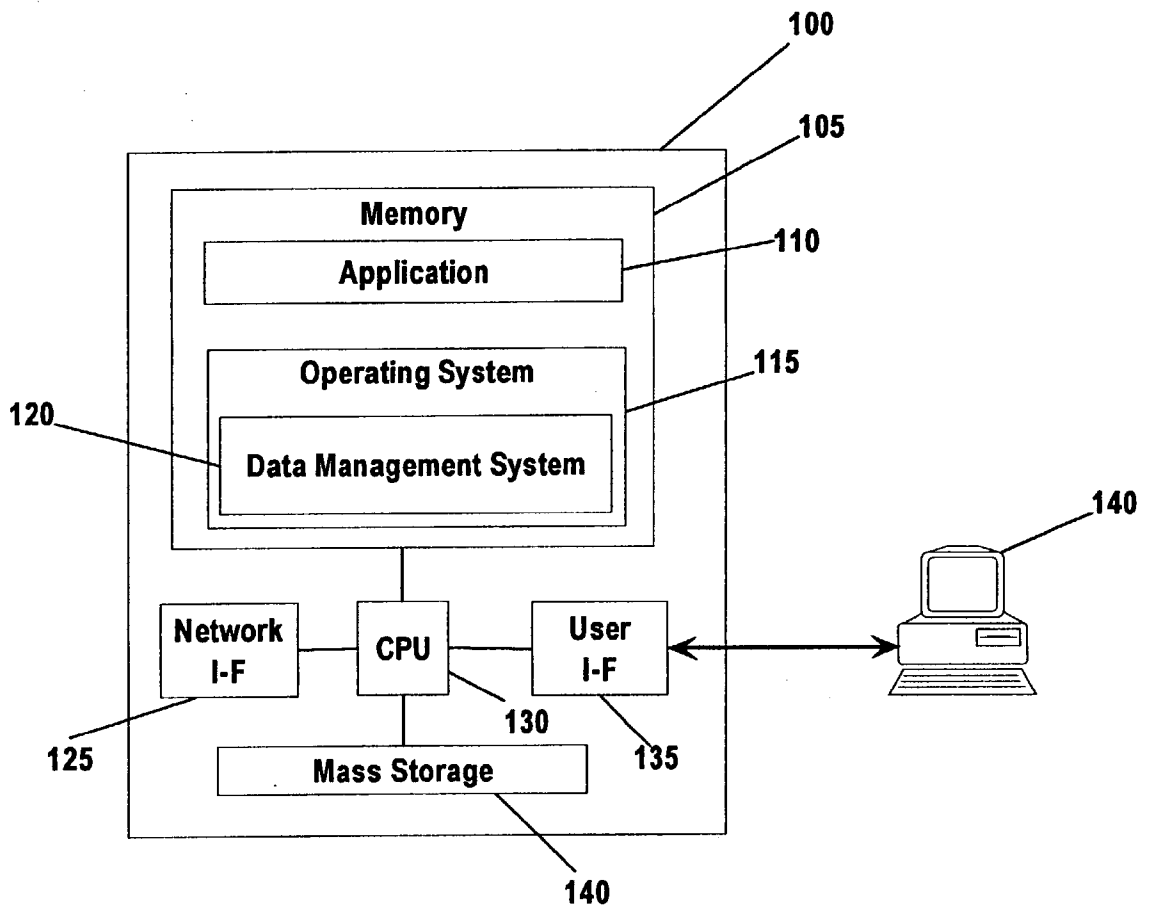 100
105
Memory
110
Application
Operating System
115
120
Data Management System
140
Network
I-F
CPU
User
I-F
130
125
135
Mass Storage
140